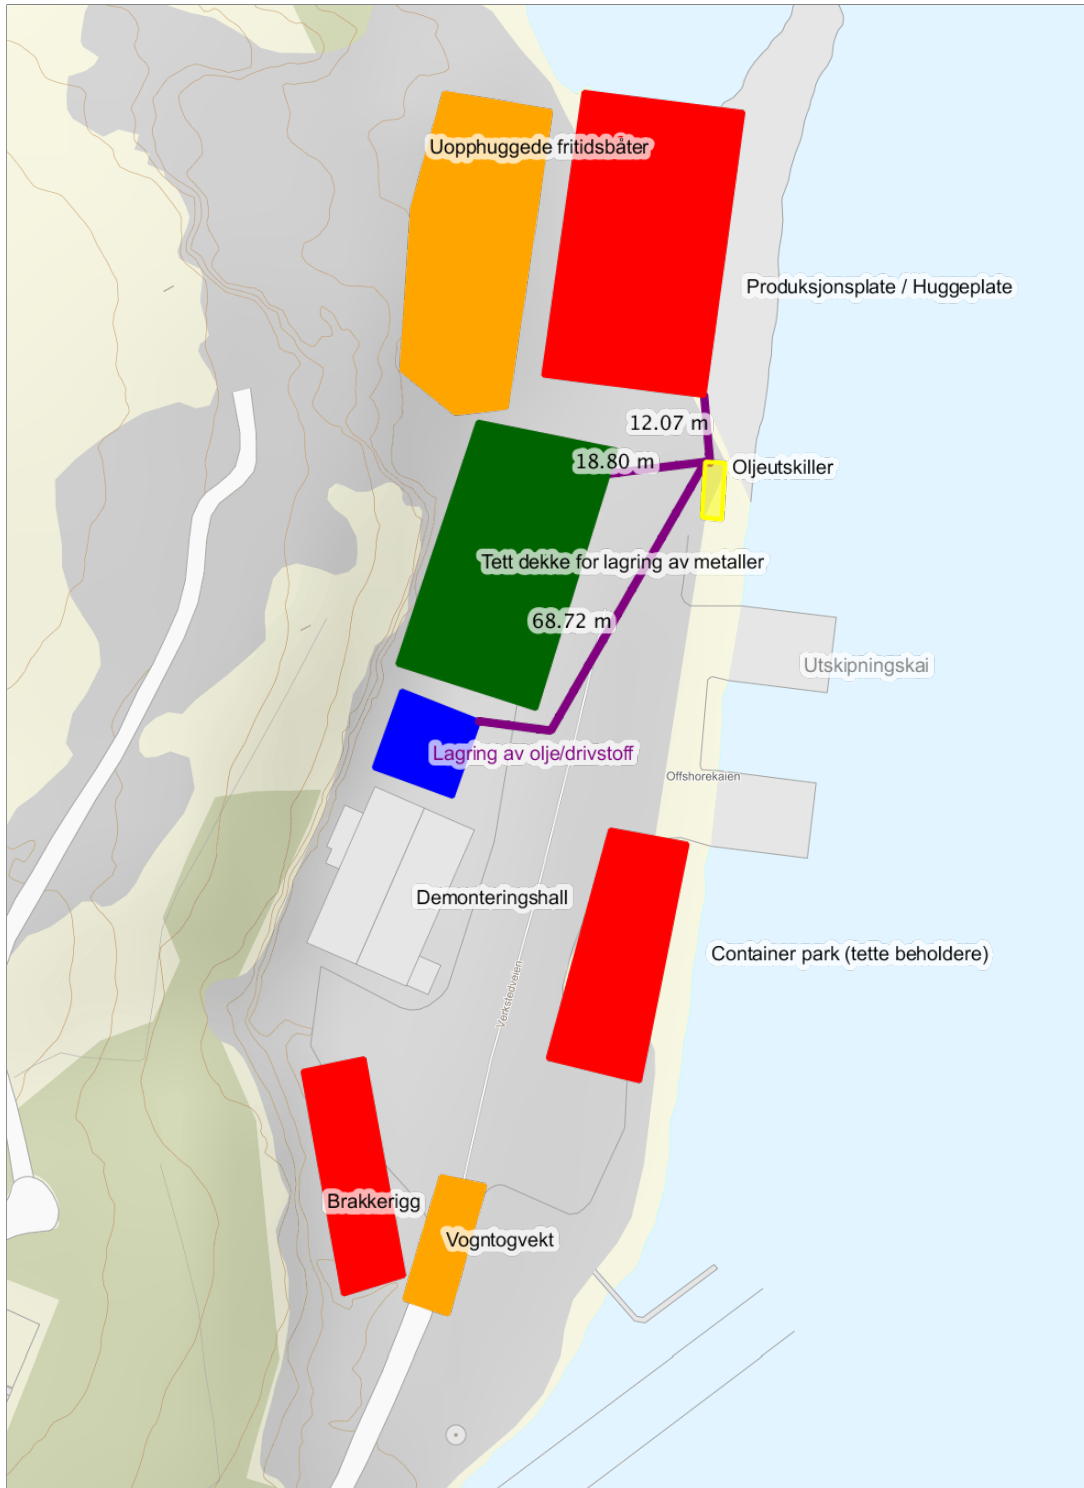 Uopphuggede fritidsbåter
Produksjonsplate / Huggeplate
12.07 m
18.80 m
Oljeutskiller
Tett dekke for lagring av metaller
68.72 m
Utskipningskai
Lagring av olje/drivstoff
Offshorekaien
Demonteringshall
Container park (tette beholdere)
Verkstedveien
Brakkerigg
Vogntogvekt